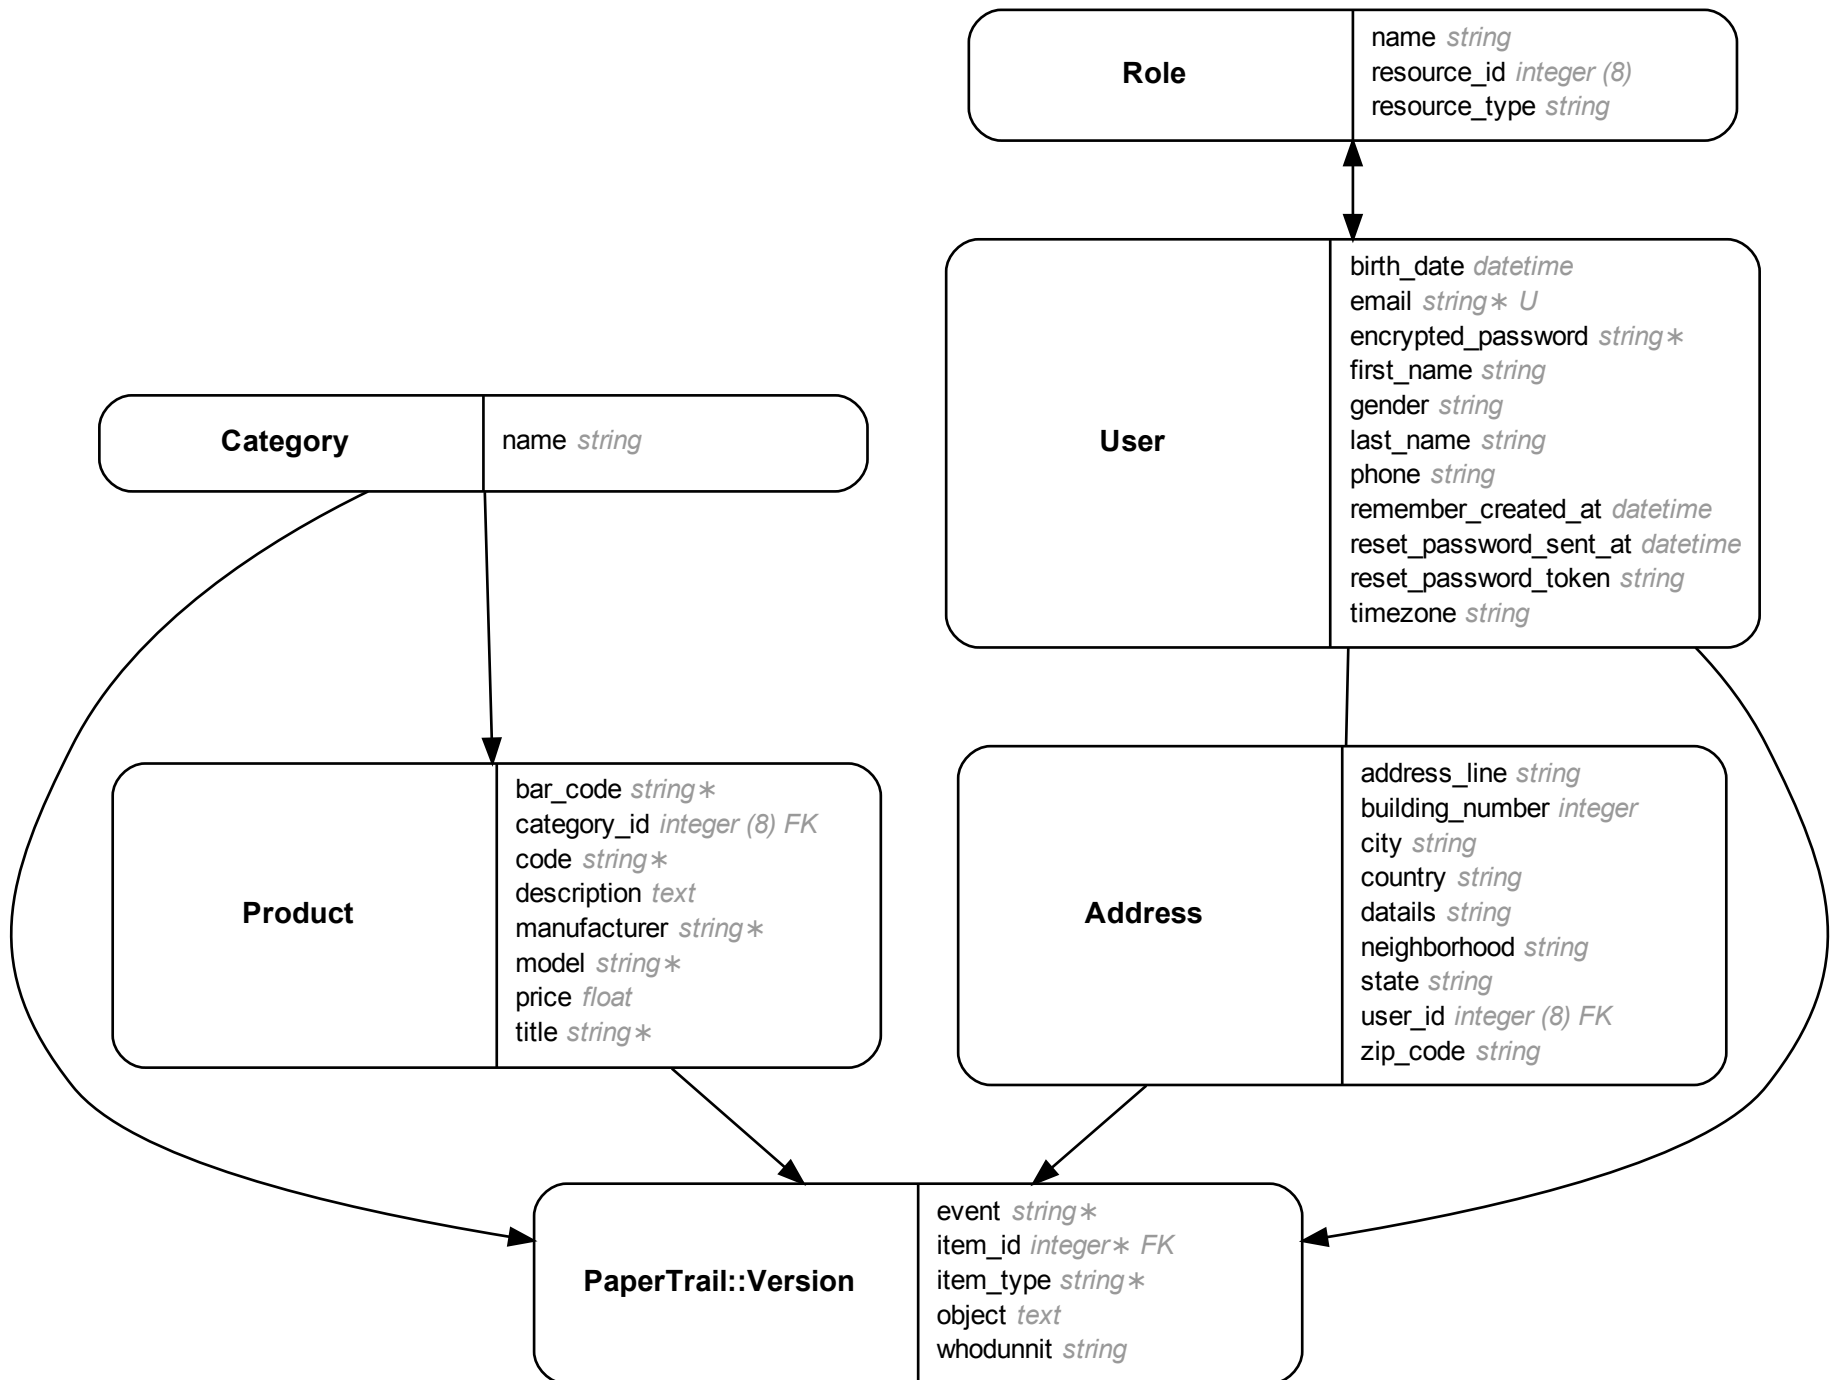 Role
name string
resource_id integer (8)
resource_type string
User
birth_date datetime
email string∗ U
encrypted_password string∗
first_name string
gender string
last_name string
phone string
remember_created_at datetime
reset_password_sent_at datetime
reset_password_token string
timezone string
Category
name string
Product
bar_code string∗
category_id integer (8) FK
code string∗
description text
manufacturer string∗
model string∗
price float
title string∗
Address
address_line string
building_number integer
city string
country string
datails string
neighborhood string
state string
user_id integer (8) FK
zip_code string
PaperTrail::Version
event string∗
item_id integer∗ FK
item_type string∗
object text
whodunnit string